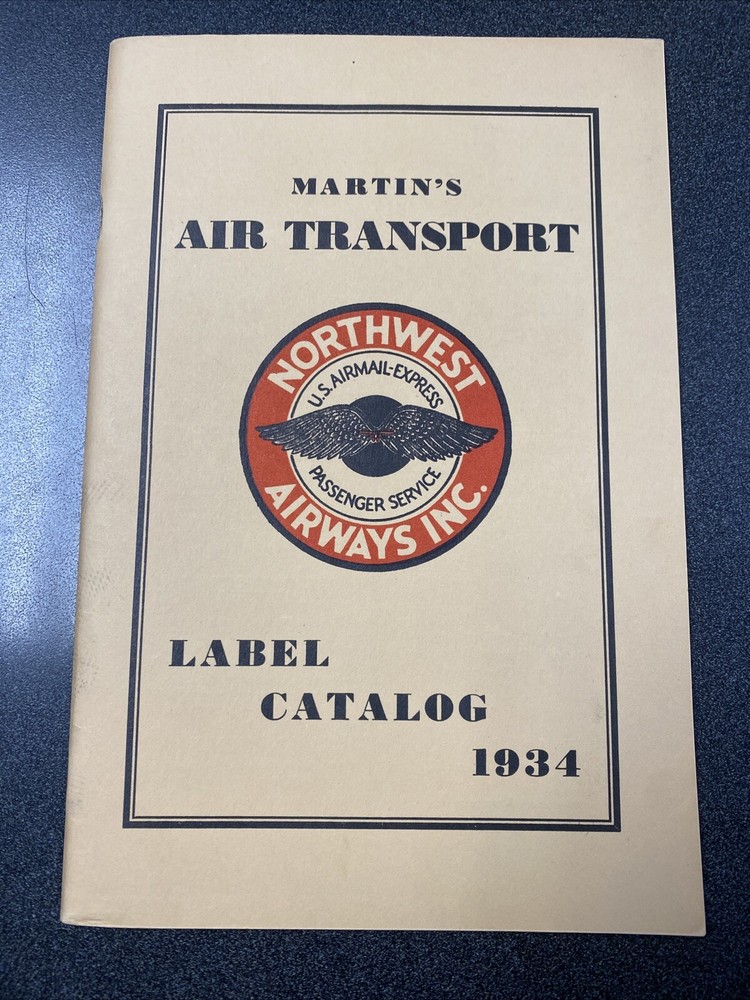 MARTIN'S
AIR TRANSPORT
NORTHWEST
U.S. AIRMAIL-EXPRESS
PASSENGER SERVICE
AIRWAYS INC.
LABEL
CATALOG
1934